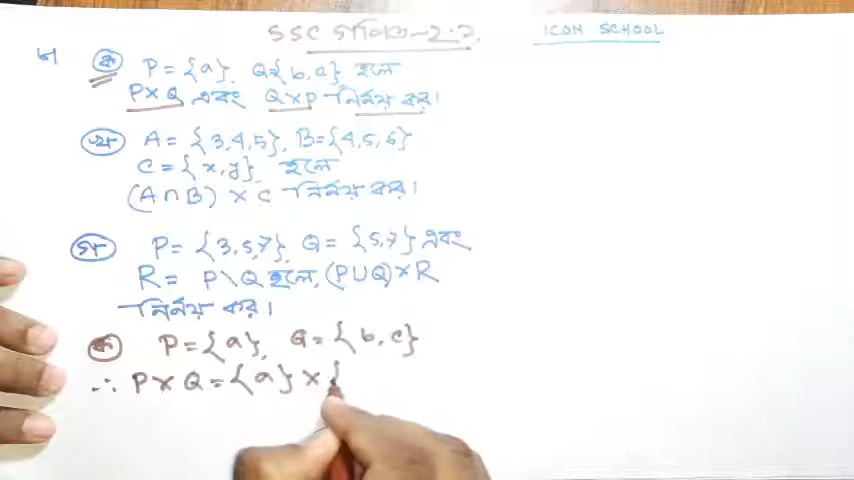 SSC গণিত-2.2. ICON SCHOOL
৮। ক P = {a}, Q={b,c} হলে
P×Q এবং Q×P নির্ণয় কর।
খ A = {3,4,5}, B={4,5,6}
C = {x,y}, হলে
(A∩B) × C নির্ণয় কর।
গ P = {3,5,7}, Q = {5,7} এবং
R = P\Q হলে, (P∪Q)×R
নির্ণয় কর।
ক P = {a}, Q = {b,c}
∴ P × Q = {a} × {